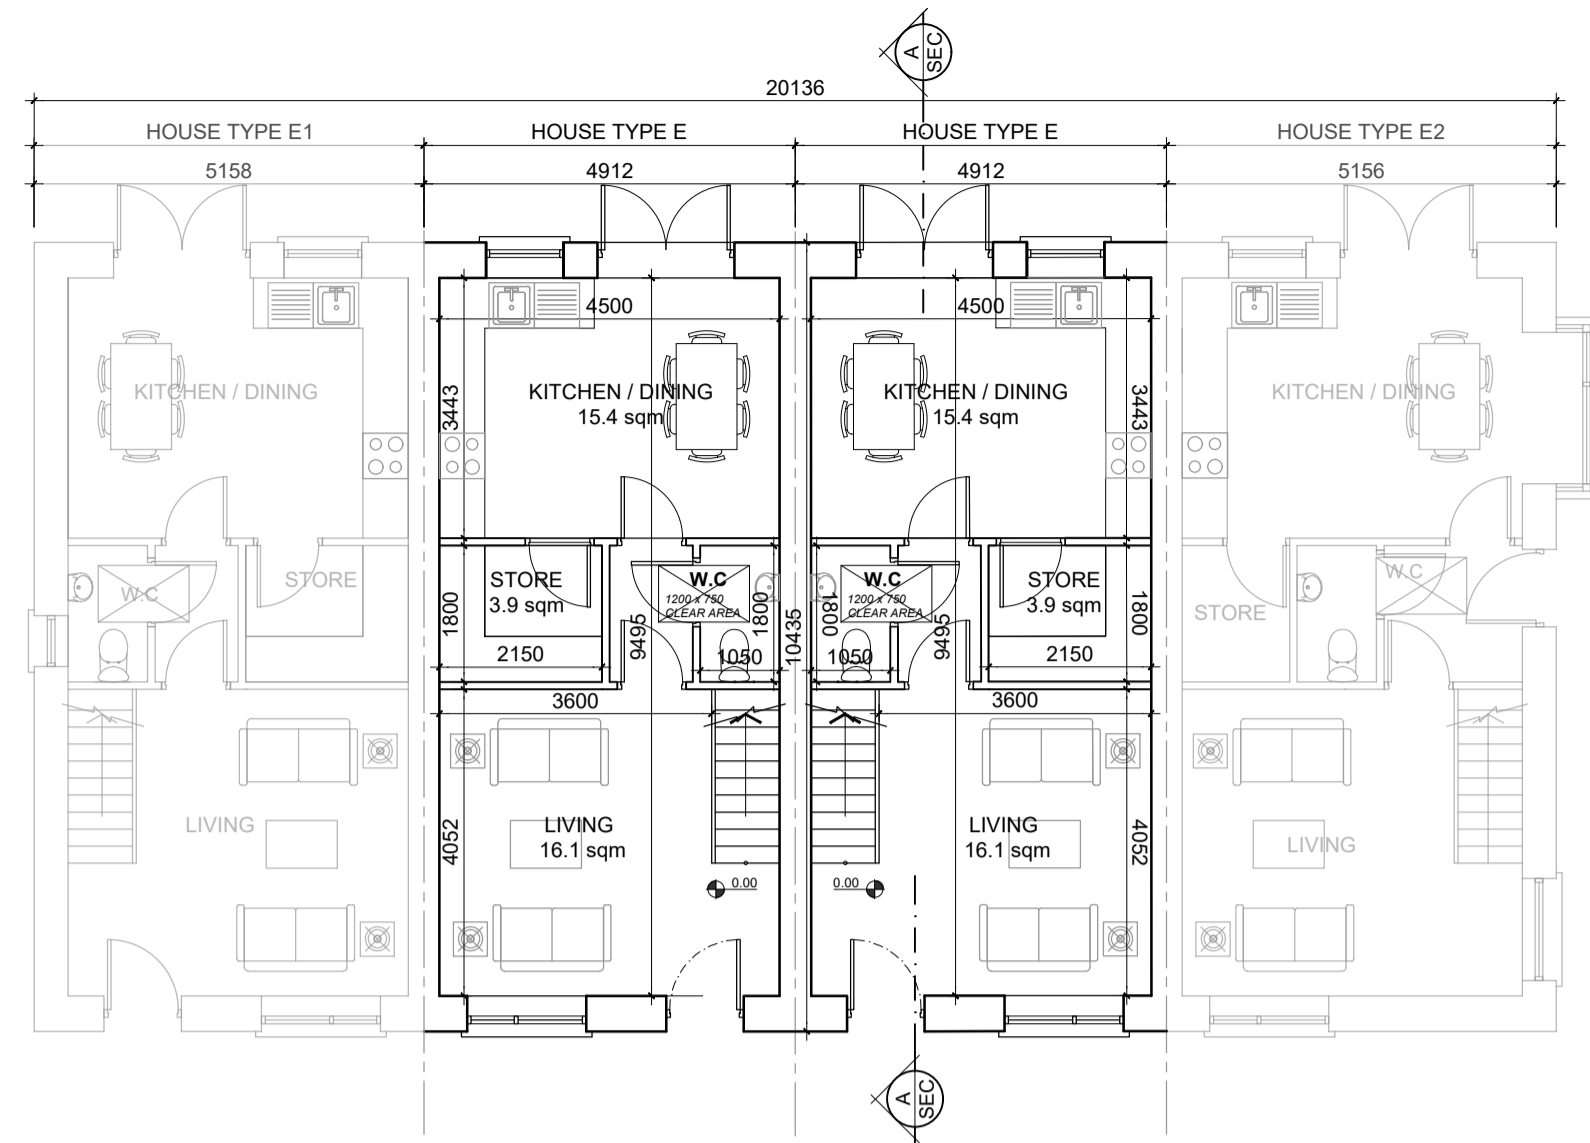 A
SEC
20136
HOUSE TYPE E1
HOUSE TYPE E
HOUSE TYPE E
HOUSE TYPE E2
5158
4912
4912
5156
4500
4500
KITCHEN / DINING
KITCHEN / DINING
15.4 sqm
KITCHEN / DINING
15.4 sqm
KITCHEN / DINING
3443
3443
W.C
STORE
STORE
3.9 sqm
W.C
1200 x 750
CLEAR AREA
W.C
1200 x 750
CLEAR AREA
STORE
3.9 sqm
STORE
W.C
1800
9495
1800
10435
1800
9495
1800
2150
1050
1050
2150
3600
3600
LIVING
LIVING
16.1 sqm
LIVING
16.1 sqm
LIVING
4052
4052
0.00
0.00
A
SEC